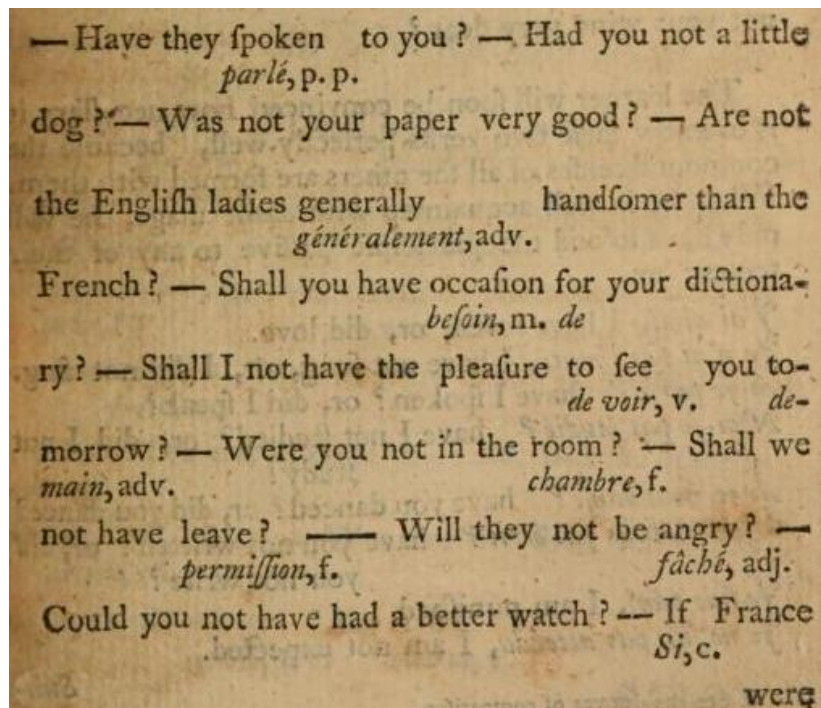 — Have they ſpoken to you ? — Had you not a little
parlé, p. p.
dog ? — Was not your paper very good ? — Are not
the Engliſh ladies generally handſomer than the
généralement, adv.
French ? — Shall you have occaſion for your dictiona-
beſoin, m. de
ry ? — Shall I not have the pleaſure to ſee you to-
de voir, v. de-
morrow ? — Were you not in the room ? — Shall we
main, adv. chambre, f.
not have leave ? —— Will they not be angry ? —
permiſſion, f. fâché, adj.
Could you not have had a better watch ? — If France
Si, c.
were